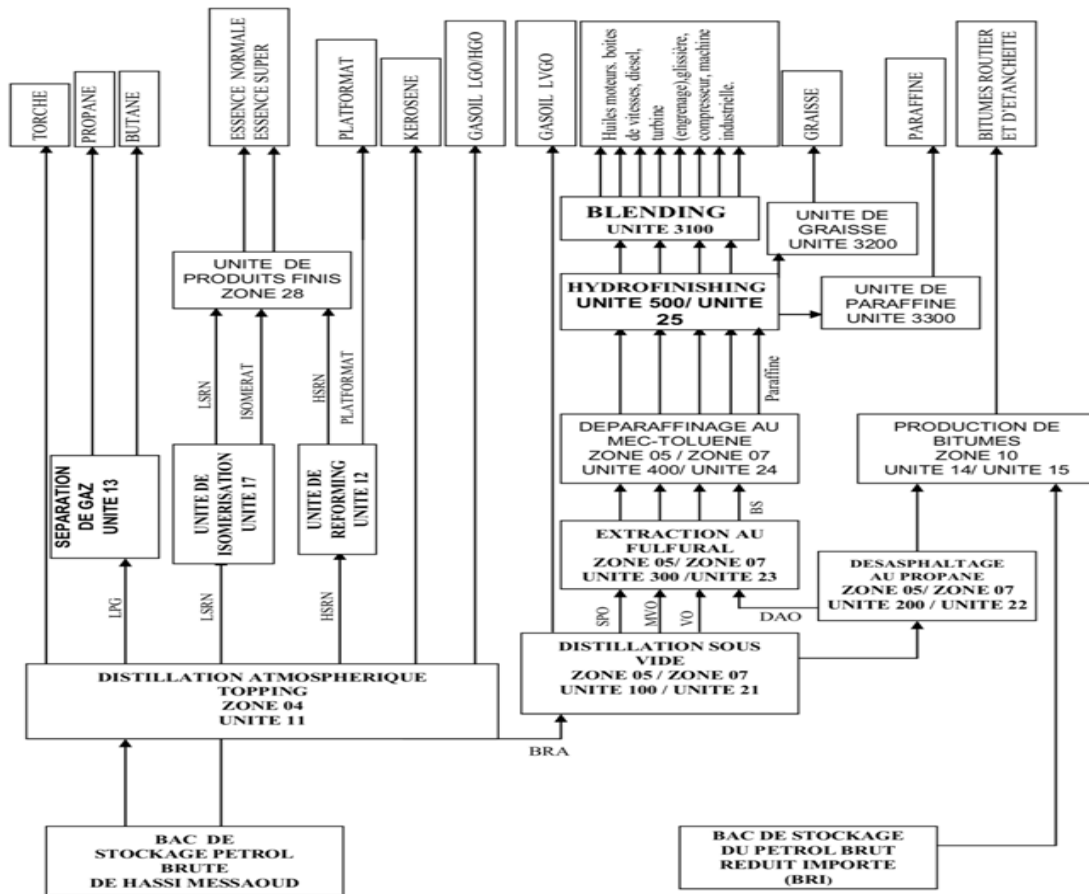 TORCHE
PROPANE
BUTANE
ESSENCE NORMALE
ESSENCE SUPER
PLATFORMAT
KEROSENE
GASOIL LGO/HGO
GASOIL LVGO
Huiles moteurs. boites
de vitesses, diesel,
turbine
(engrenage),glissière,
compresseur, machine
industrielle.
GRAISSE
PARAFFINE
BITUMES ROUTIER
ET D'ETANCHEITE
BLENDING
UNITE 3100
UNITE DE
GRAISSE
UNITE 3200
UNITE DE
PRODUITS FINIS
ZONE 28
HYDROFINISHING
UNITE 500/ UNITE
25
UNITE DE
PARAFFINE
UNITE 3300
LSRN
ISOMERAT
HSRN
PLATFORMAT
Paraffine
SEPARATION
DE GAZ
UNITE 13
UNITE DE
ISOMERISATION
UNITE 17
UNITE DE
REFORMING
UNITE 12
DEPARAFFINAGE AU
MEC-TOLUENE
ZONE 05 / ZONE 07
UNITE 400/ UNITE 24
PRODUCTION DE
BITUMES
ZONE 10
UNITE 14/ UNITE 15
BS
EXTRACTION AU
FULFURAL
ZONE 05/ ZONE 07
UNITE 300 /UNITE 23
DESASPHALTAGE
AU PROPANE
ZONE 05/ ZONE 07
UNITE 200 / UNITE 22
LPG
LSRN
HSRN
SPO
MVO
VO
DAO
DISTILLATION ATMOSPHERIQUE
TOPPING
ZONE 04
UNITE 11
DISTILLATION SOUS
VIDE
ZONE 05 / ZONE 07
UNITE 100 / UNITE 21
BRA
BAC DE
STOCKAGE PETROL
BRUTE
DE HASSI MESSAOUD
BAC DE STOCKAGE
DU PETROL BRUT
REDUIT IMPORTE
(BRI)